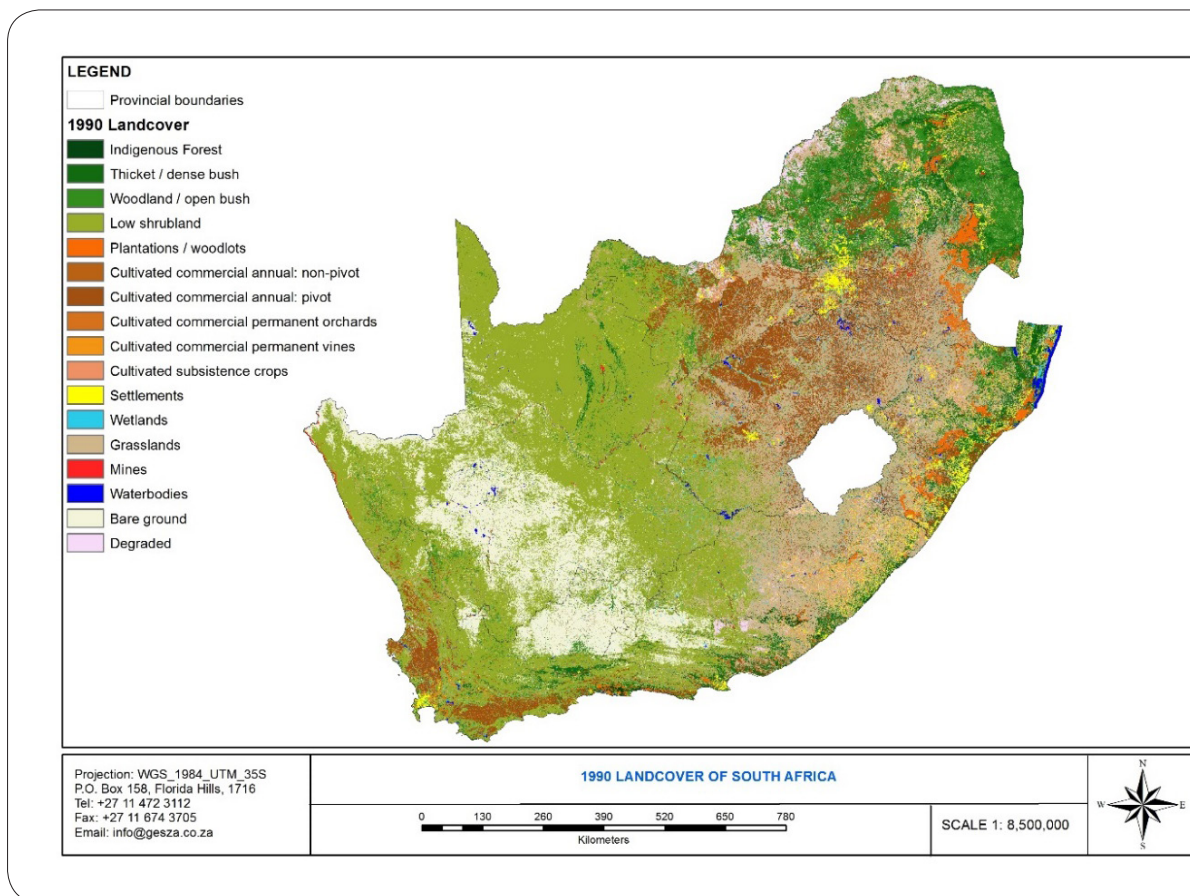 LEGEND
Provincial boundaries
1990 Landcover
Indigenous Forest
Thicket / dense bush
Woodland / open bush
Low shrubland
Plantations / woodlots
Cultivated commercial annual: non-pivot
Cultivated commercial annual: pivot
Cultivated commercial permanent orchards
Cultivated commercial permanent vines
Cultivated subsistence crops
Settlements
Wetlands
Grasslands
Mines
Waterbodies
Bare ground
Degraded
Projection: WGS_1984_UTM_35S
P.O. Box 158, Florida Hills, 1716
Tel: +27 11 472 3112
Fax: +27 11 674 3705
Email: info@gesza.co.za
1990 LANDCOVER OF SOUTH AFRICA
0 130 260 390 520 650 780
Kilometers
SCALE 1: 8,500,000
N
W E
S